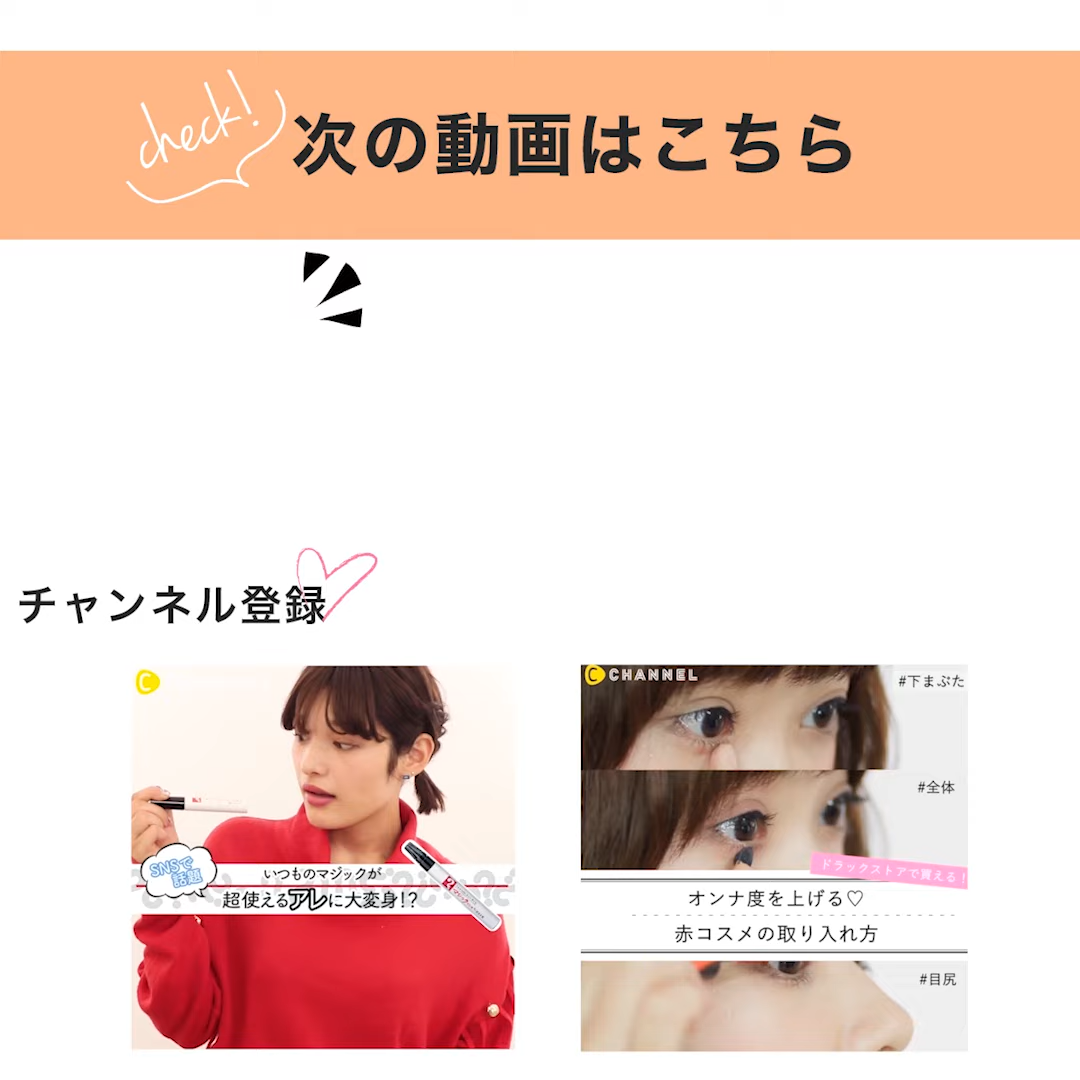 check!
次の動画はこちら
チャンネル登録
C
SNSで
話題
いつものマジックが
超使えるアレに大変身!?
C CHANNEL
#下まぶた
#全体
ドラックストアで買える!
オンナ度を上げる♡
赤コスメの取り入れ方
#目尻